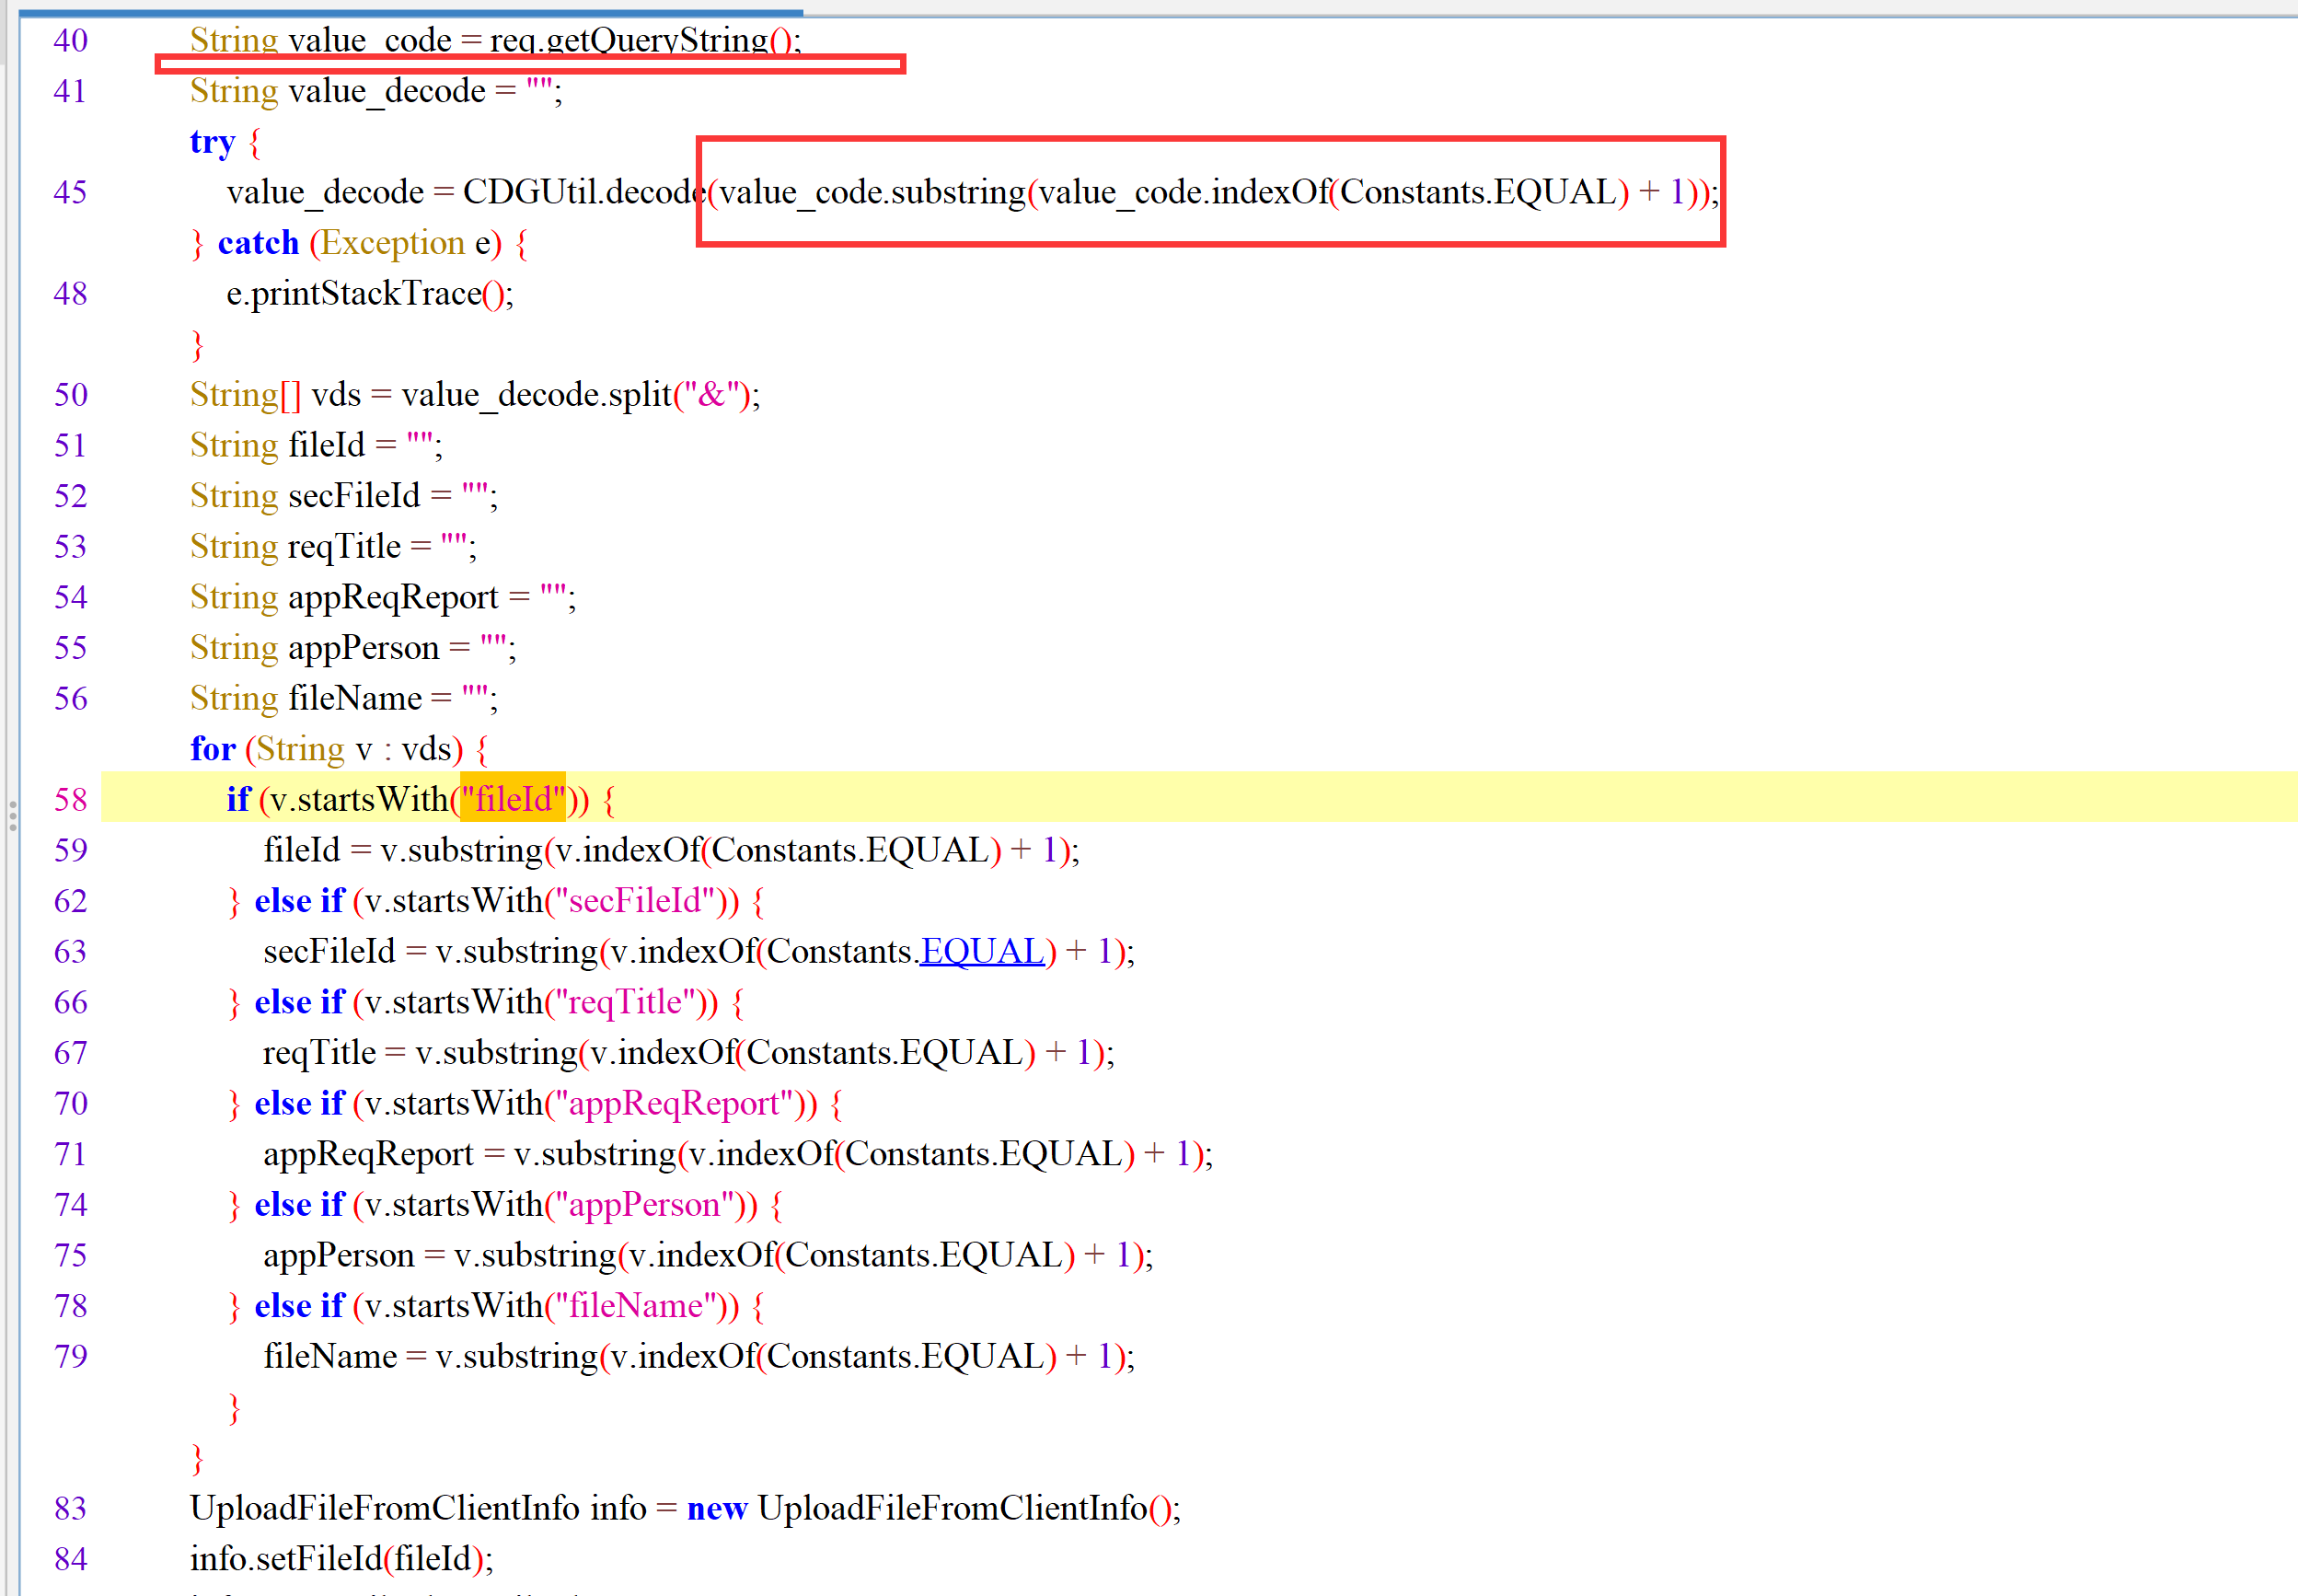 40 String value_code = req.getQueryString();
41 String value_decode = "";
try {
45 value_decode = CDGUtil.decode(value_code.substring(value_code.indexOf(Constants.EQUAL) + 1));
} catch (Exception e) {
48 e.printStackTrace();
}
50 String[] vds = value_decode.split("&");
51 String fileId = "";
52 String secFileId = "";
53 String reqTitle = "";
54 String appReqReport = "";
55 String appPerson = "";
56 String fileName = "";
for (String v : vds) {
58 if (v.startsWith("fileId")) {
59 fileId = v.substring(v.indexOf(Constants.EQUAL) + 1);
62 } else if (v.startsWith("secFileId")) {
63 secFileId = v.substring(v.indexOf(Constants.EQUAL) + 1);
66 } else if (v.startsWith("reqTitle")) {
67 reqTitle = v.substring(v.indexOf(Constants.EQUAL) + 1);
70 } else if (v.startsWith("appReqReport")) {
71 appReqReport = v.substring(v.indexOf(Constants.EQUAL) + 1);
74 } else if (v.startsWith("appPerson")) {
75 appPerson = v.substring(v.indexOf(Constants.EQUAL) + 1);
78 } else if (v.startsWith("fileName")) {
79 fileName = v.substring(v.indexOf(Constants.EQUAL) + 1);
}
}
83 UploadFileFromClientInfo info = new UploadFileFromClientInfo();
84 info.setFileId(fileId);